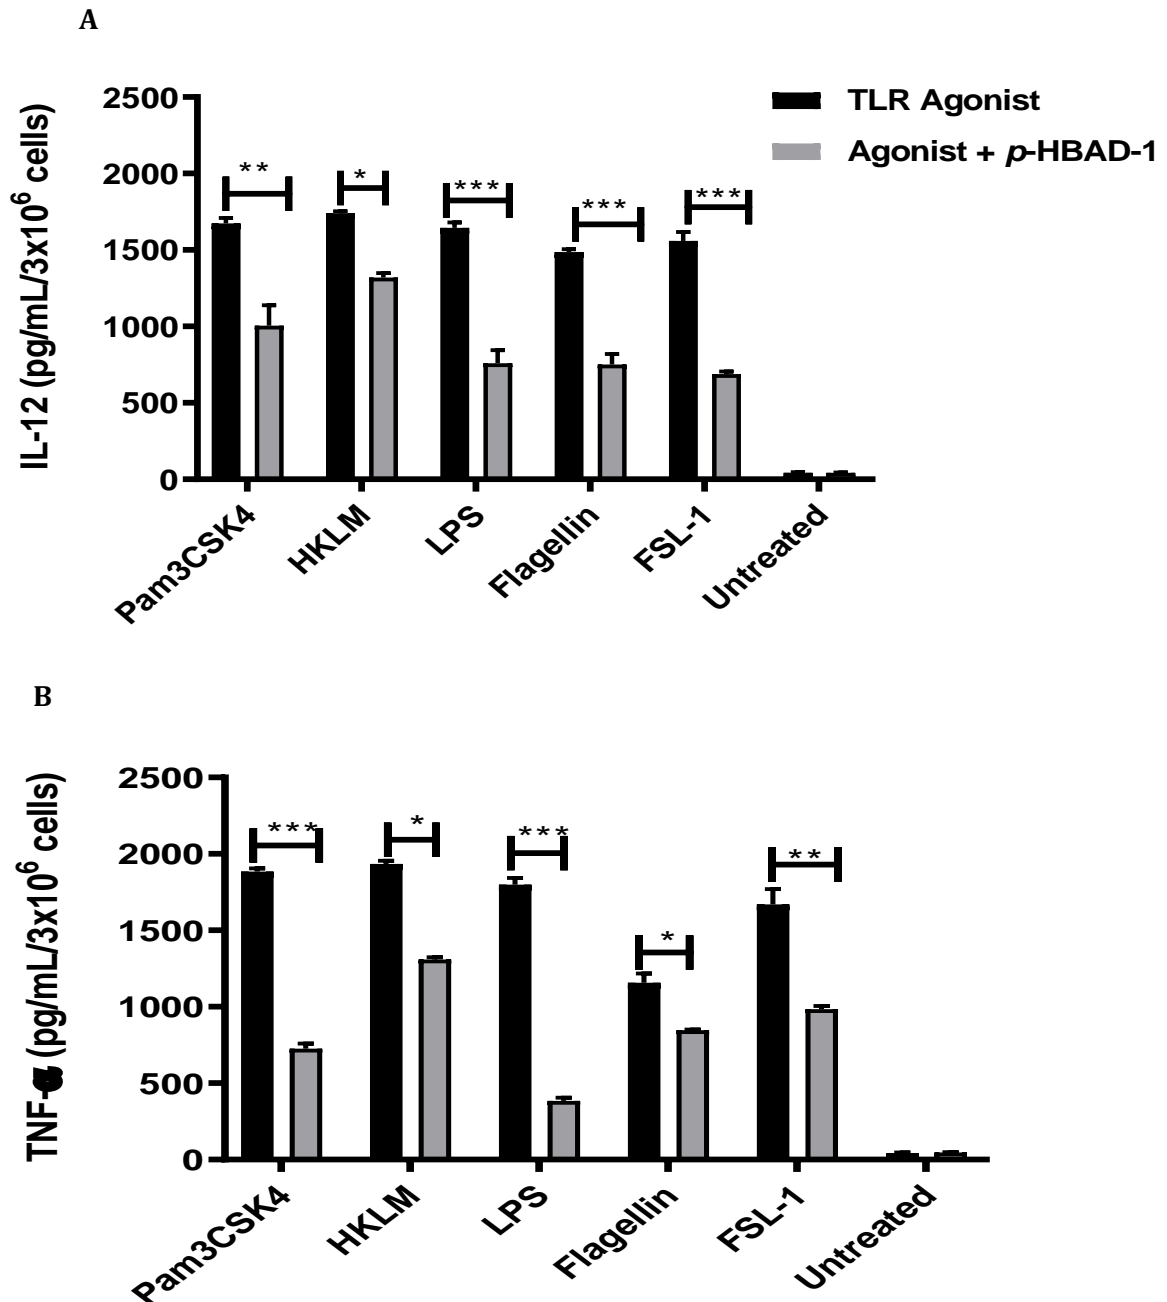 A
IL-12 (pg/mL/3x10⁶ cells)
2500
2000
1500
1000
500
0
TLR Agonist
Agonist + p-HBAD-1
**
*
***
***
***
Pam3CSK4
HKLM
LPS
Flagellin
FSL-1
Untreated
B
TNF-α (pg/mL/3x10⁶ cells)
2500
2000
1500
1000
500
0
***
*
***
*
**
Pam3CSK4
HKLM
LPS
Flagellin
FSL-1
Untreated